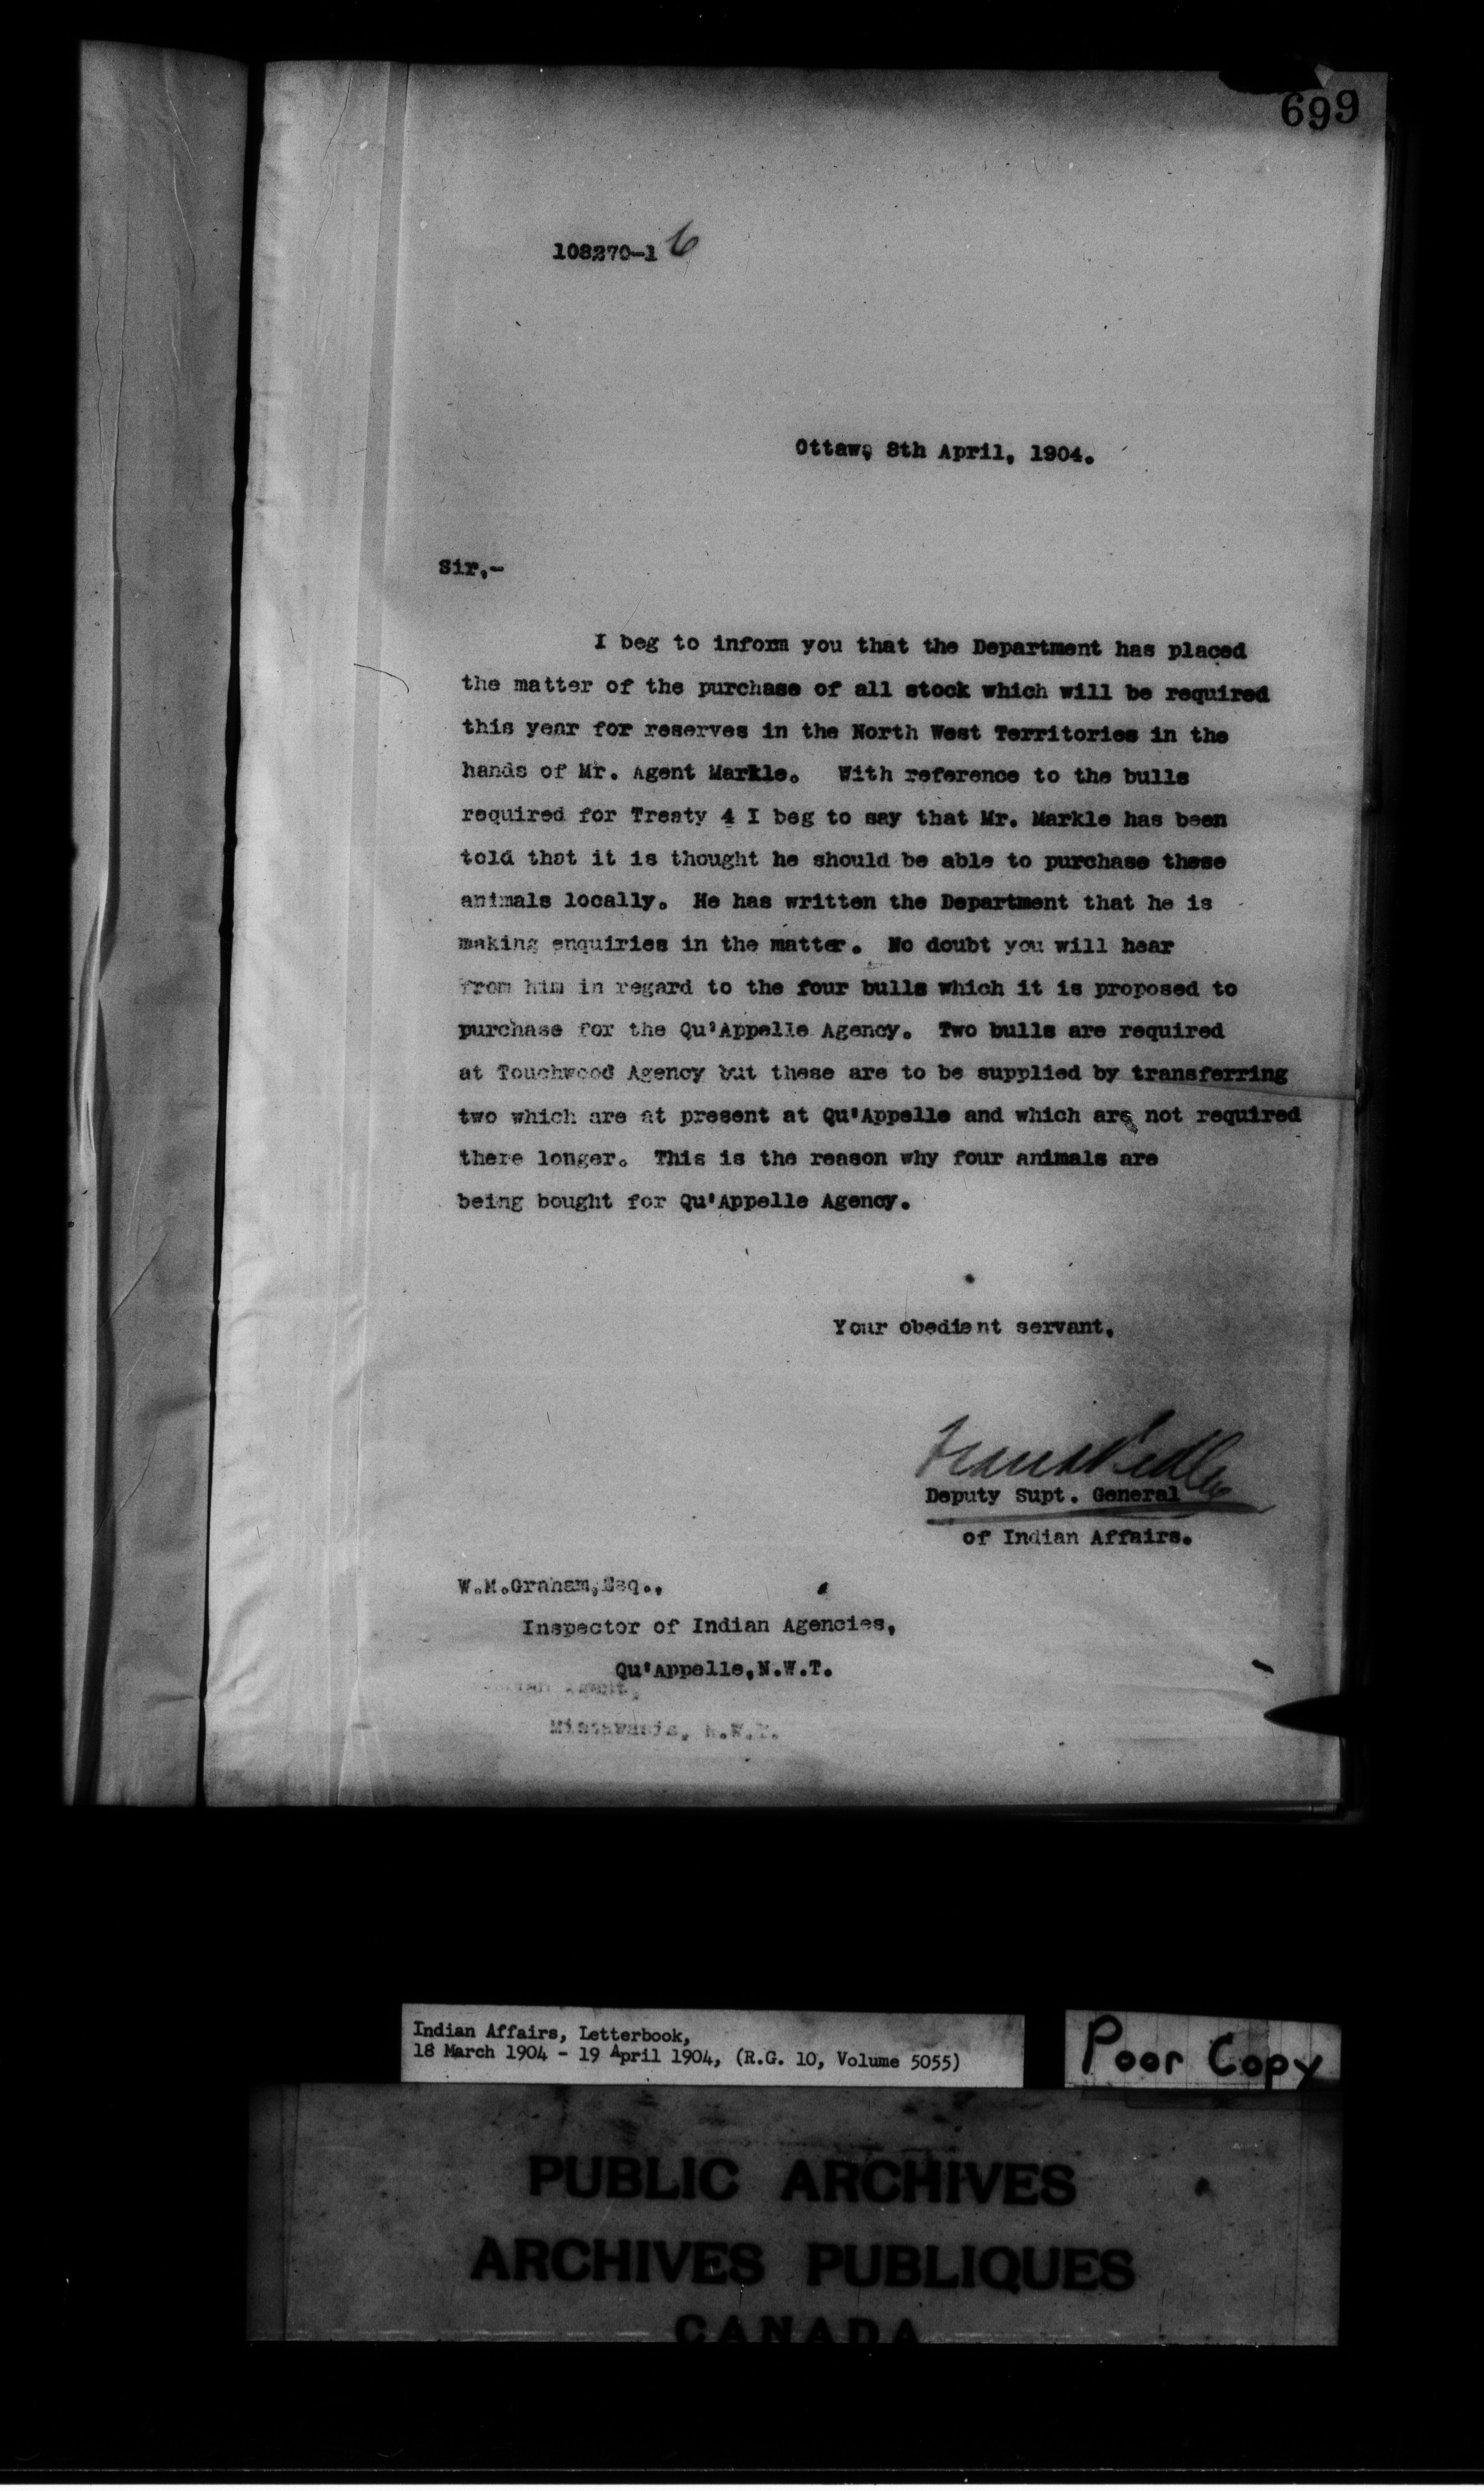 699
108270-1 6
Ottawa, 8th April, 1904.
Sir,-
I beg to inform you that the Department has placed
the matter of the purchase of all stock which will be required
this year for reserves in the North West Territories in the
hands of Mr. Agent Markle. With reference to the bulls
required for Treaty 4 I beg to say that Mr. Markle has been
told that it is thought he should be able to purchase these
animals locally. He has written the Department that he is
making enquiries in the matter. No doubt you will hear
from him in regard to the four bulls which it is proposed to
purchase for the Qu'Appelle Agency. Two bulls are required
at Touchwood Agency but these are to be supplied by transferring
two which are at present at Qu'Appelle and which are not required
there longer. This is the reason why four animals are
being bought for Qu'Appelle Agency.
Your obedient servant,
Frank Pedley
Deputy Supt. General
of Indian Affairs.
W.M.Graham,Esq.,
Inspector of Indian Agencies,
Qu'Appelle,N.W.T.
Indian Agent,
Mistawasis, N.W.T.
Indian Affairs, Letterbook,
18 March 1904 - 19 April 1904, (R.G. 10, Volume 5055)
Poor Copy
PUBLIC ARCHIVES
ARCHIVES PUBLIQUES
CANADA